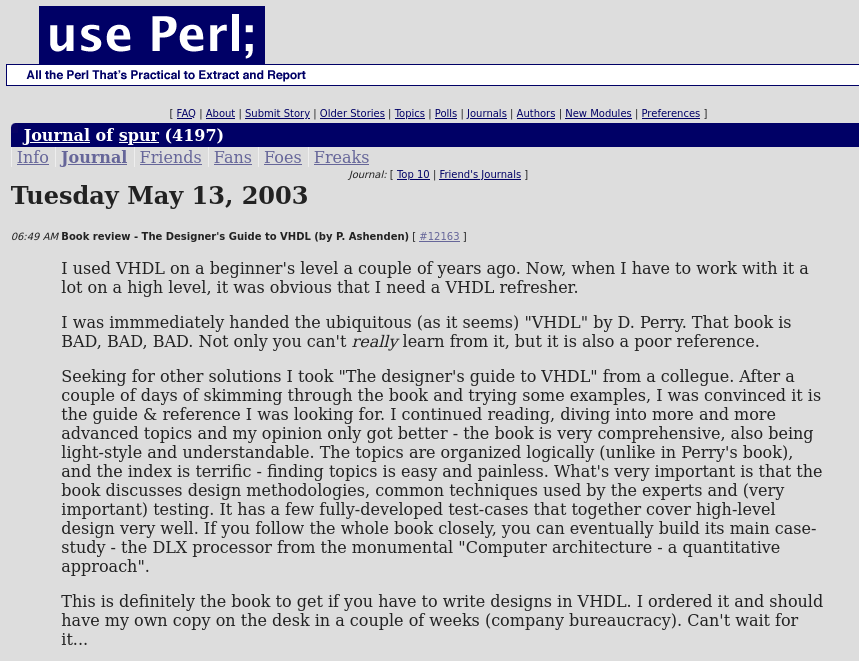 use Perl;
All the Perl That's Practical to Extract and Report
[ FAQ | About | Submit Story | Older Stories | Topics | Polls | Journals | Authors | New Modules | Preferences ]
Journal of spur (4197)
Info Journal Friends Fans Foes Freaks
Journal: [ Top 10 | Friend's Journals ]
Tuesday May 13, 2003
06:49 AM Book review - The Designer's Guide to VHDL (by P. Ashenden) [ #12163 ]
I used VHDL on a beginner's level a couple of years ago. Now, when I have to work with it a
lot on a high level, it was obvious that I need a VHDL refresher.
I was immmediately handed the ubiquitous (as it seems) "VHDL" by D. Perry. That book is
BAD, BAD, BAD. Not only you can't really learn from it, but it is also a poor reference.
Seeking for other solutions I took "The designer's guide to VHDL" from a collegue. After a
couple of days of skimming through the book and trying some examples, I was convinced it is
the guide & reference I was looking for. I continued reading, diving into more and more
advanced topics and my opinion only got better - the book is very comprehensive, also being
light-style and understandable. The topics are organized logically (unlike in Perry's book),
and the index is terrific - finding topics is easy and painless. What's very important is that the
book discusses design methodologies, common techniques used by the experts and (very
important) testing. It has a few fully-developed test-cases that together cover high-level
design very well. If you follow the whole book closely, you can eventually build its main case-
study - the DLX processor from the monumental "Computer architecture - a quantitative
approach".
This is definitely the book to get if you have to write designs in VHDL. I ordered it and should
have my own copy on the desk in a couple of weeks (company bureaucracy). Can't wait for
it...